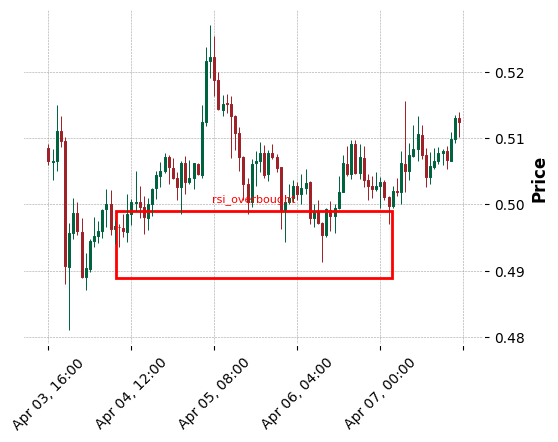 0.52
0.51
rsi_overbought
0.50
0.49
0.48
Price
Apr 03, 16:00
Apr 04, 12:00
Apr 05, 08:00
Apr 06, 04:00
Apr 07, 00:00